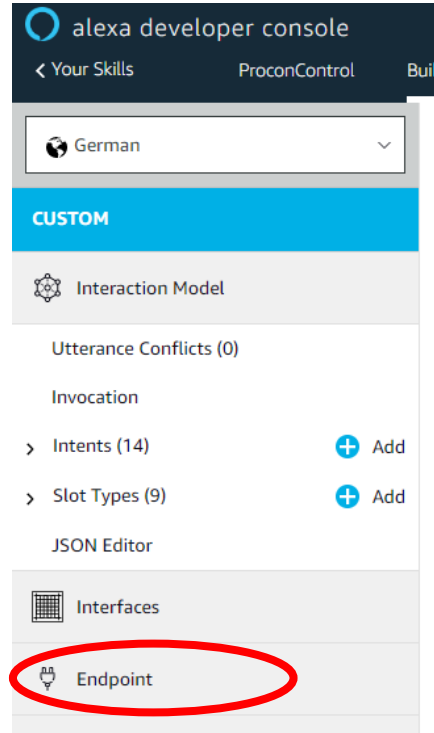 alexa developer console
Your Skills ProconControl Bui
German
CUSTOM
Interaction Model
Utterance Conflicts (0)
Invocation
Intents (14) Add
Slot Types (9) Add
JSON Editor
Interfaces
Endpoint